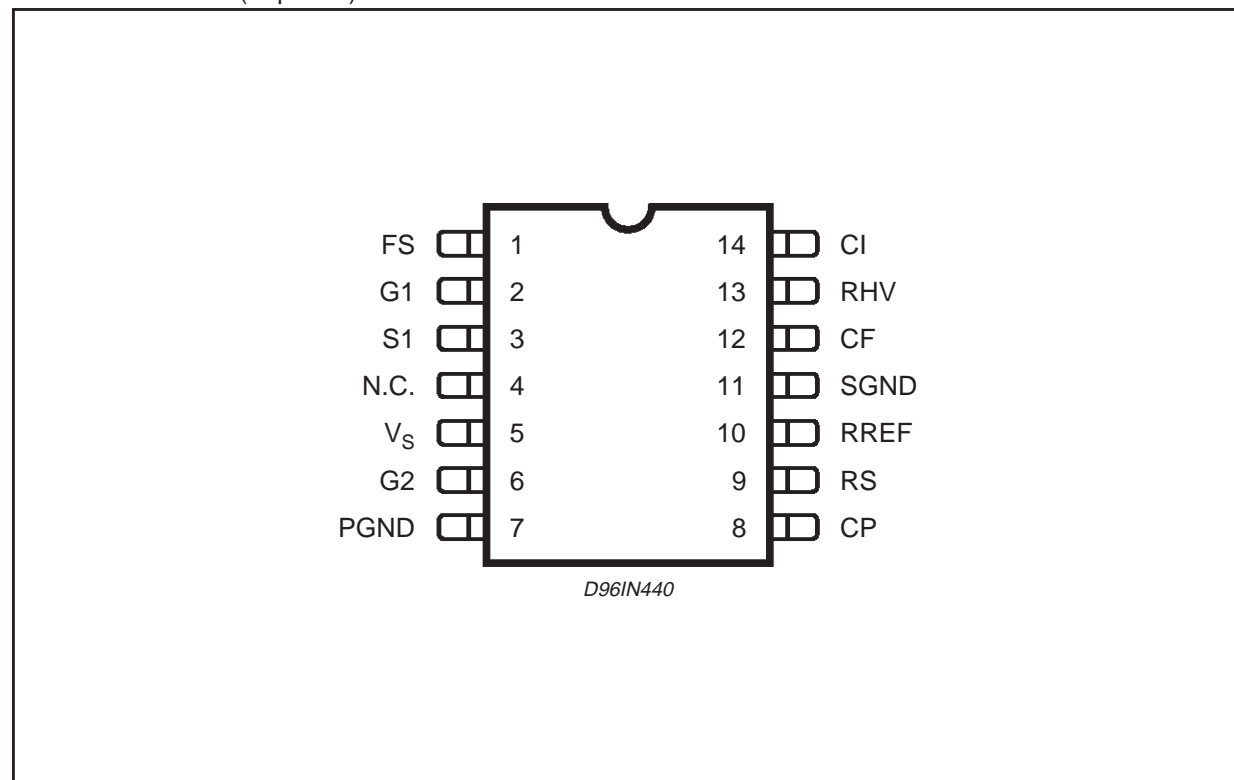 FS 1 14 CI
G1 2 13 RHV
S1 3 12 CF
N.C. 4 11 SGND
VS 5 10 RREF
G2 6 9 RS
PGND 7 8 CP
D96IN440